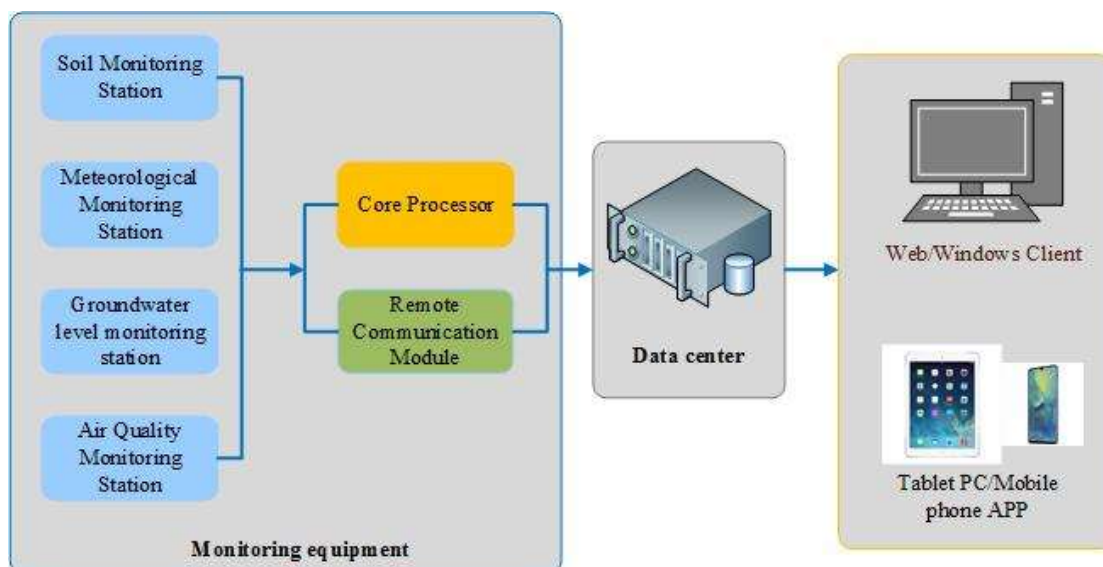 Soil Monitoring
Station
Meteorological
Monitoring
Station
Groundwater
level monitoring
station
Air Quality
Monitoring
Station
Core Processor
Remote
Communication
Module
Monitoring equipment
Data center
Web/Windows Client
Tablet PC/Mobile
phone APP